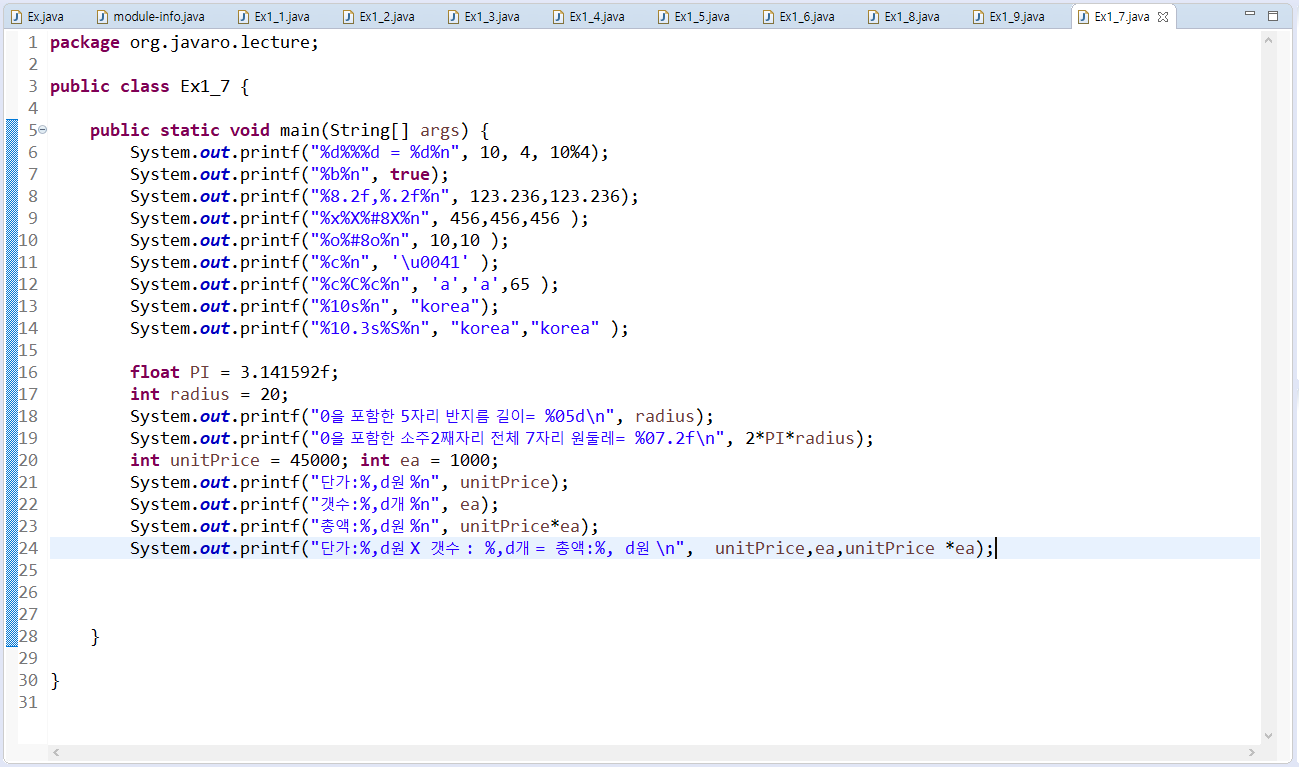 Ex.java module-info.java Ex1_1.java Ex1_2.java Ex1_3.java Ex1_4.java Ex1_5.java Ex1_6.java Ex1_8.java Ex1_9.java Ex1_7.java
1 package org.javaro.lecture;
2
3 public class Ex1_7 {
4
5 public static void main(String[] args) {
6 System.out.printf("%d%%%d = %d%n", 10, 4, 10%4);
7 System.out.printf("%b%n", true);
8 System.out.printf("%8.2f,%.2f%n", 123.236,123.236);
9 System.out.printf("%x%X%#8X%n", 456,456,456 );
10 System.out.printf("%o%#8o%n", 10,10 );
11 System.out.printf("%c%n", '\u0041' );
12 System.out.printf("%c%C%c%n", 'a','a',65 );
13 System.out.printf("%10s%n", "korea");
14 System.out.printf("%10.3s%S%n", "korea","korea" );
15
16 float PI = 3.141592f;
17 int radius = 20;
18 System.out.printf("0을 포함한 5자리 반지름 길이= %05d\n", radius);
19 System.out.printf("0을 포함한 소주2째자리 전체 7자리 원둘레= %07.2f\n", 2*PI*radius);
20 int unitPrice = 45000; int ea = 1000;
21 System.out.printf("단가:%,d원 %n", unitPrice);
22 System.out.printf("갯수:%,d개 %n", ea);
23 System.out.printf("총액:%,d원 %n", unitPrice*ea);
24 System.out.printf("단가:%,d원 X 갯수 : %,d개 = 총액:%, d원 \n", unitPrice,ea,unitPrice *ea);
25
26
27
28 }
29
30 }
31